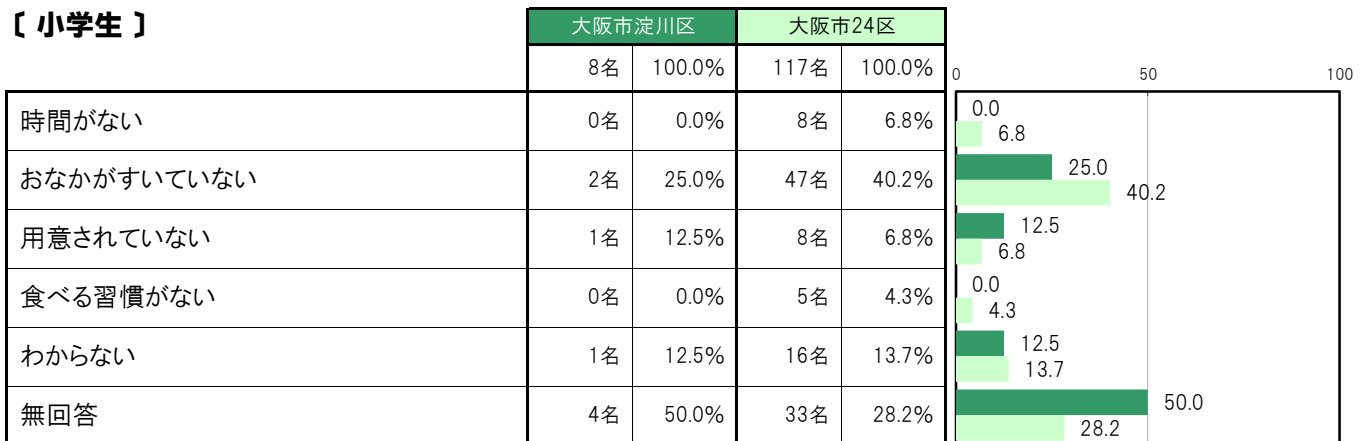 〔 小学生 〕
大阪市淀川区 大阪市24区
8名 100.0% 117名 100.0% 0 50 100
時間がない 0名 0.0% 8名 6.8% 0.0
6.8
おなかがすいていない 2名 25.0% 47名 40.2% 25.0
40.2
用意されていない 1名 12.5% 8名 6.8% 12.5
6.8
食べる習慣がない 0名 0.0% 5名 4.3% 0.0
4.3
わからない 1名 12.5% 16名 13.7% 12.5
13.7
無回答 4名 50.0% 33名 28.2% 50.0
28.2